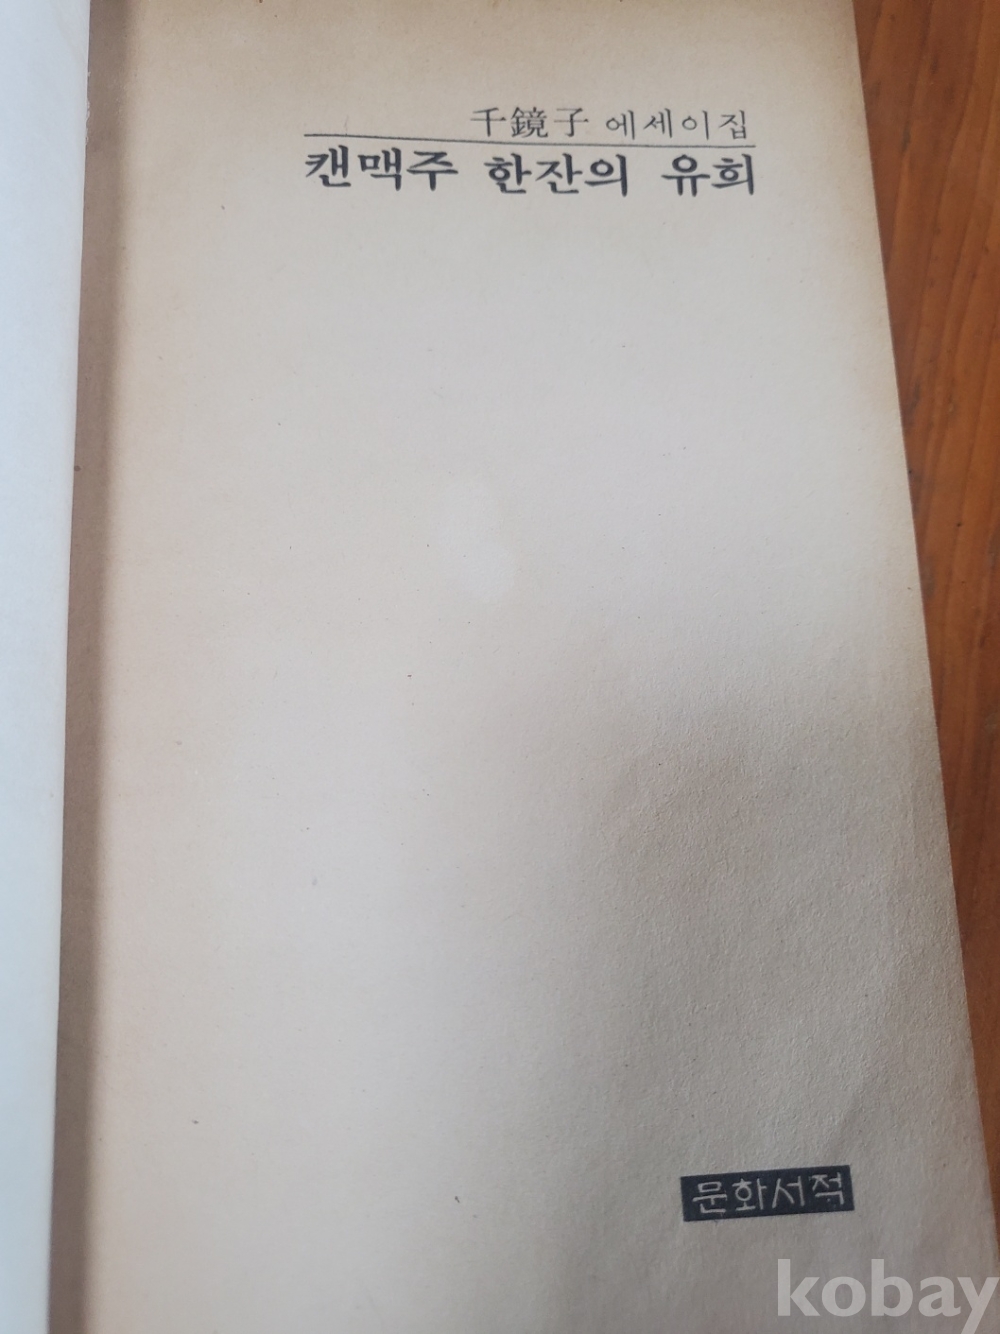 千鏡子 에세이집
캔맥주 한잔의 유희
문화서적
kobay